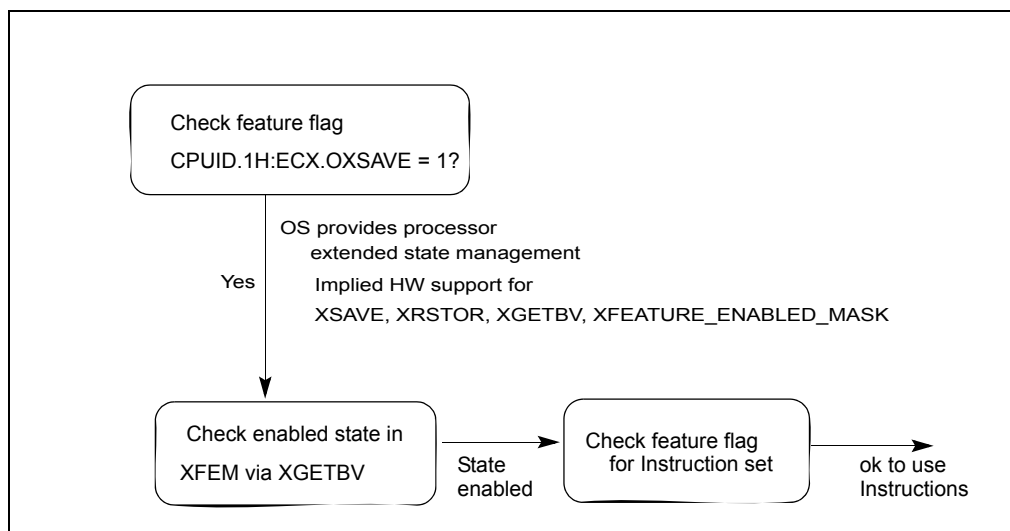 Check feature flag
CPUID.1H:ECX.OXSAVE = 1?
OS provides processor
extended state management
Yes
Implied HW support for
XSAVE, XRSTOR, XGETBV, XFEATURE_ENABLED_MASK
Check enabled state in
XFEM via XGETBV
State
enabled
Check feature flag
for Instruction set
ok to use
Instructions